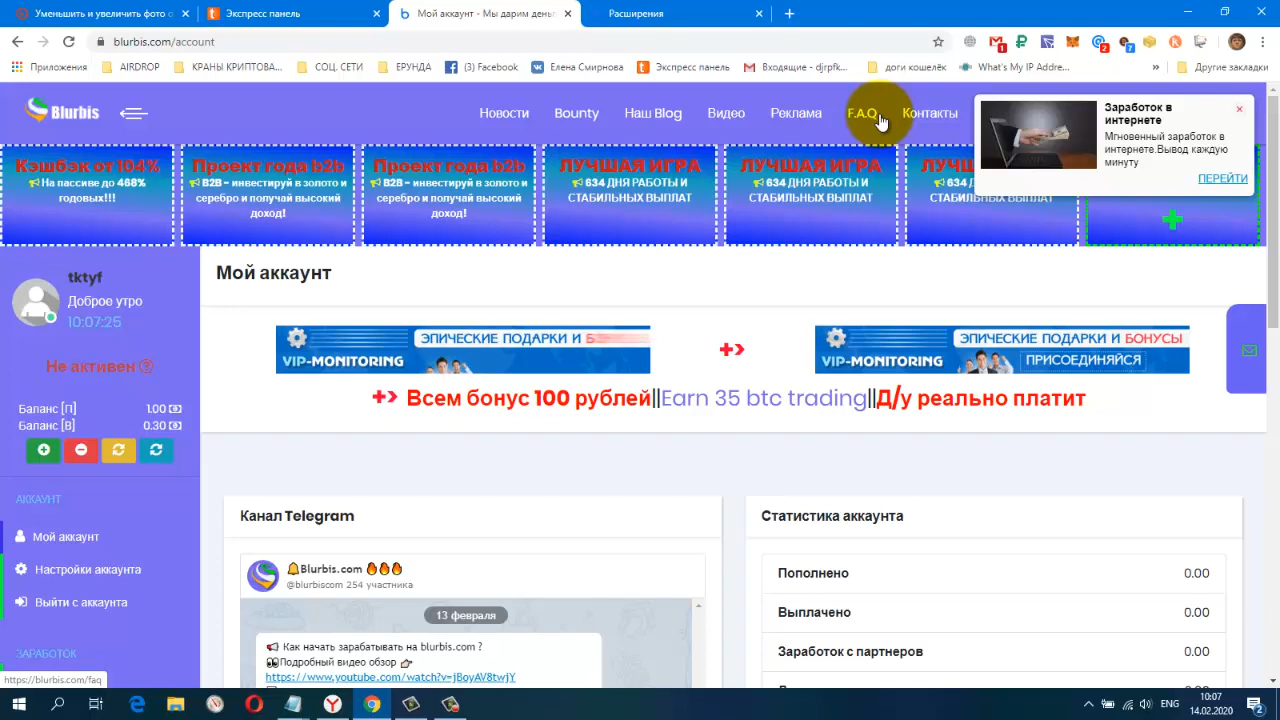 Уменьшить и увеличить фото с
Экспресс панель
Мой аккаунт - Мы дарим деньг
Расширения
blurbis.com/account
Приложения
AIRDROP
КРАНЫ КРИПТОВА...
СОЦ. СЕТИ
ЕРУНДА
(3) Facebook
Елена Смирнова
Экспресс панель
Входящие - djrpfk...
доги кошелёк
What's My IP Addre...
»
Другие закладки
Blurbis
Новости
Bounty
Наш Blog
Видео
Реклама
F.A.Q
Контакты
Заработок в
интернете
Мгновенный заработок в
интернете.Вывод каждую
минуту
ПЕРЕЙТИ
Кэшбэк от 104%
На пассиве до 468%
годовых!!!
Проект года b2b
B2B - инвестируй в золото и
серебро и получай высокий
доход!
Проект года b2b
B2B - инвестируй в золото и
серебро и получай высокий
доход!
ЛУЧШАЯ ИГРА
634 ДНЯ РАБОТЫ И
СТАБИЛЬНЫХ ВЫПЛАТ
ЛУЧШАЯ ИГРА
634 ДНЯ РАБОТЫ И
СТАБИЛЬНЫХ ВЫПЛАТ
ЛУЧШ
634 ДН
СТАБИЛЬНЫХ ВЫПЛАТ
tktyf
Доброе утро
10:07:25
Не активен
Баланс [П] 1.00
Баланс [В] 0.30
АККАУНТ
Мой аккаунт
Настройки аккаунта
Выйти с аккаунта
ЗАРАБОТОК
https://blurbis.com/faq
Мой аккаунт
VIP-MONITORING
ЭПИЧЕСКИЕ ПОДАРКИ И Б
VIP-MONITORING
ЭПИЧЕСКИЕ ПОДАРКИ И БОНУСЫ
ПРИСОЕДИНЯЙСЯ
Всем бонус 100 рублей||Earn 35 btc trading||Д/у реально платит
Канал Telegram
Blurbis.com
@blurbiscom 254 участника
13 февраля
Как начать зарабатывать на blurbis.com ?
Подробный видео обзор
https://www.youtube.com/watch?v=jBoyAV8twjY
Статистика аккаунта
Пополнено 0.00
Выплачено 0.00
Заработок с партнеров 0.00
ENG
10:07
14.02.2020